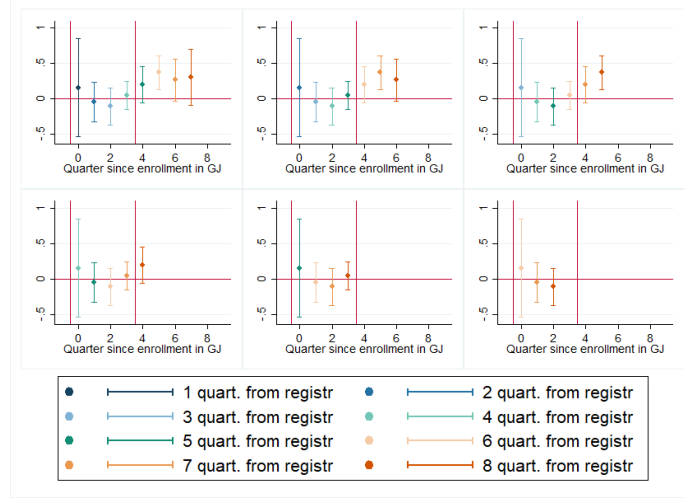 1 1 1
.5 .5 .5
0 0 0
-.5 -.5 -.5
0 2 4 6 8 0 2 4 6 8 0 2 4 6 8
Quarter since enrollment in GJ Quarter since enrollment in GJ Quarter since enrollment in GJ
1 1 1
.5 .5 .5
0 0 0
-.5 -.5 -.5
0 2 4 6 8 0 2 4 6 8 0 2 4 6 8
Quarter since enrollment in GJ Quarter since enrollment in GJ Quarter since enrollment in GJ
1 quart. from registr 2 quart. from registr
3 quart. from registr 4 quart. from registr
5 quart. from registr 6 quart. from registr
7 quart. from registr 8 quart. from registr